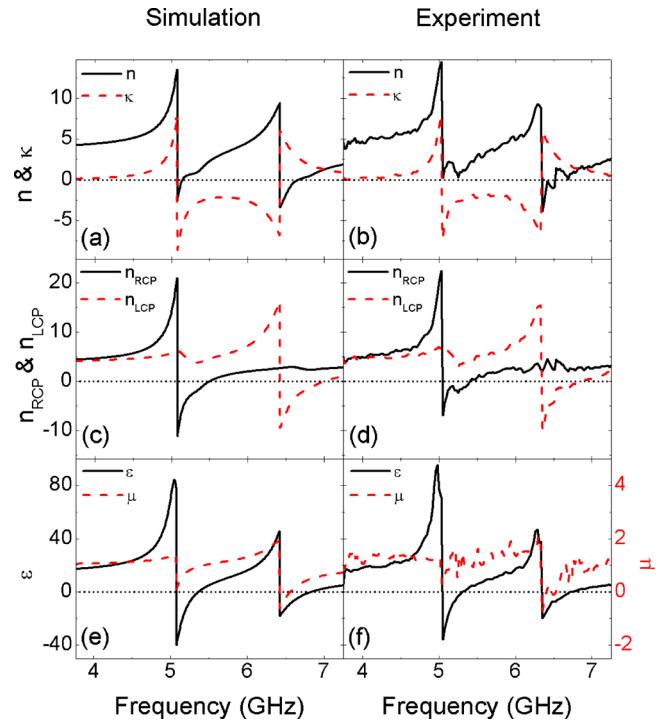 Simulation Experiment
n n
κ κ
n & κ
10
5
0
-5
(a) (b)
n_RCP n_RCP
n_LCP n_LCP
n_RCP & n_LCP
20
10
0
-10
(c) (d)
ε ε
μ μ
ε
80
40
0
-40
4
2
0
-2
μ
(e) (f)
4 5 6 7 4 5 6 7
Frequency (GHz) Frequency (GHz)